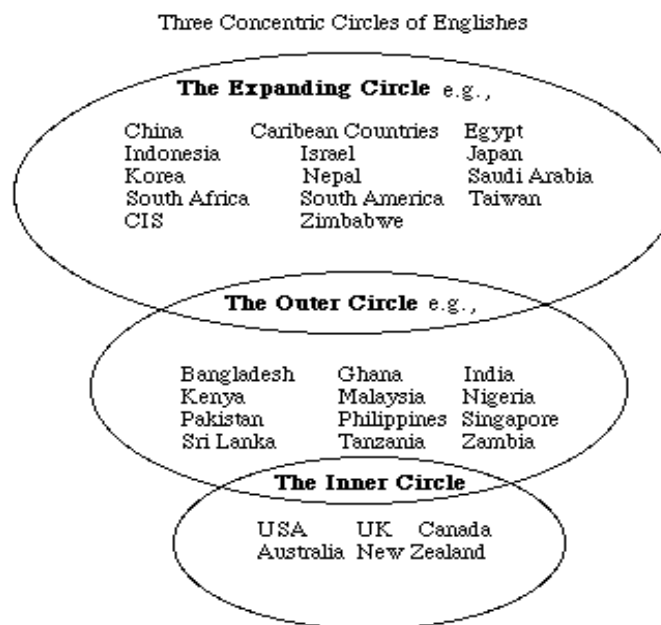 Three Concentric Circles of Englishes
The Expanding Circle e.g.,
China Caribean Countries Egypt
Indonesia Israel Japan
Korea Nepal Saudi Arabia
South Africa South America Taiwan
CIS Zimbabwe
The Outer Circle e.g.,
Bangladesh Ghana India
Kenya Malaysia Nigeria
Pakistan Philippines Singapore
Sri Lanka Tanzania Zambia
The Inner Circle
USA UK Canada
Australia New Zealand